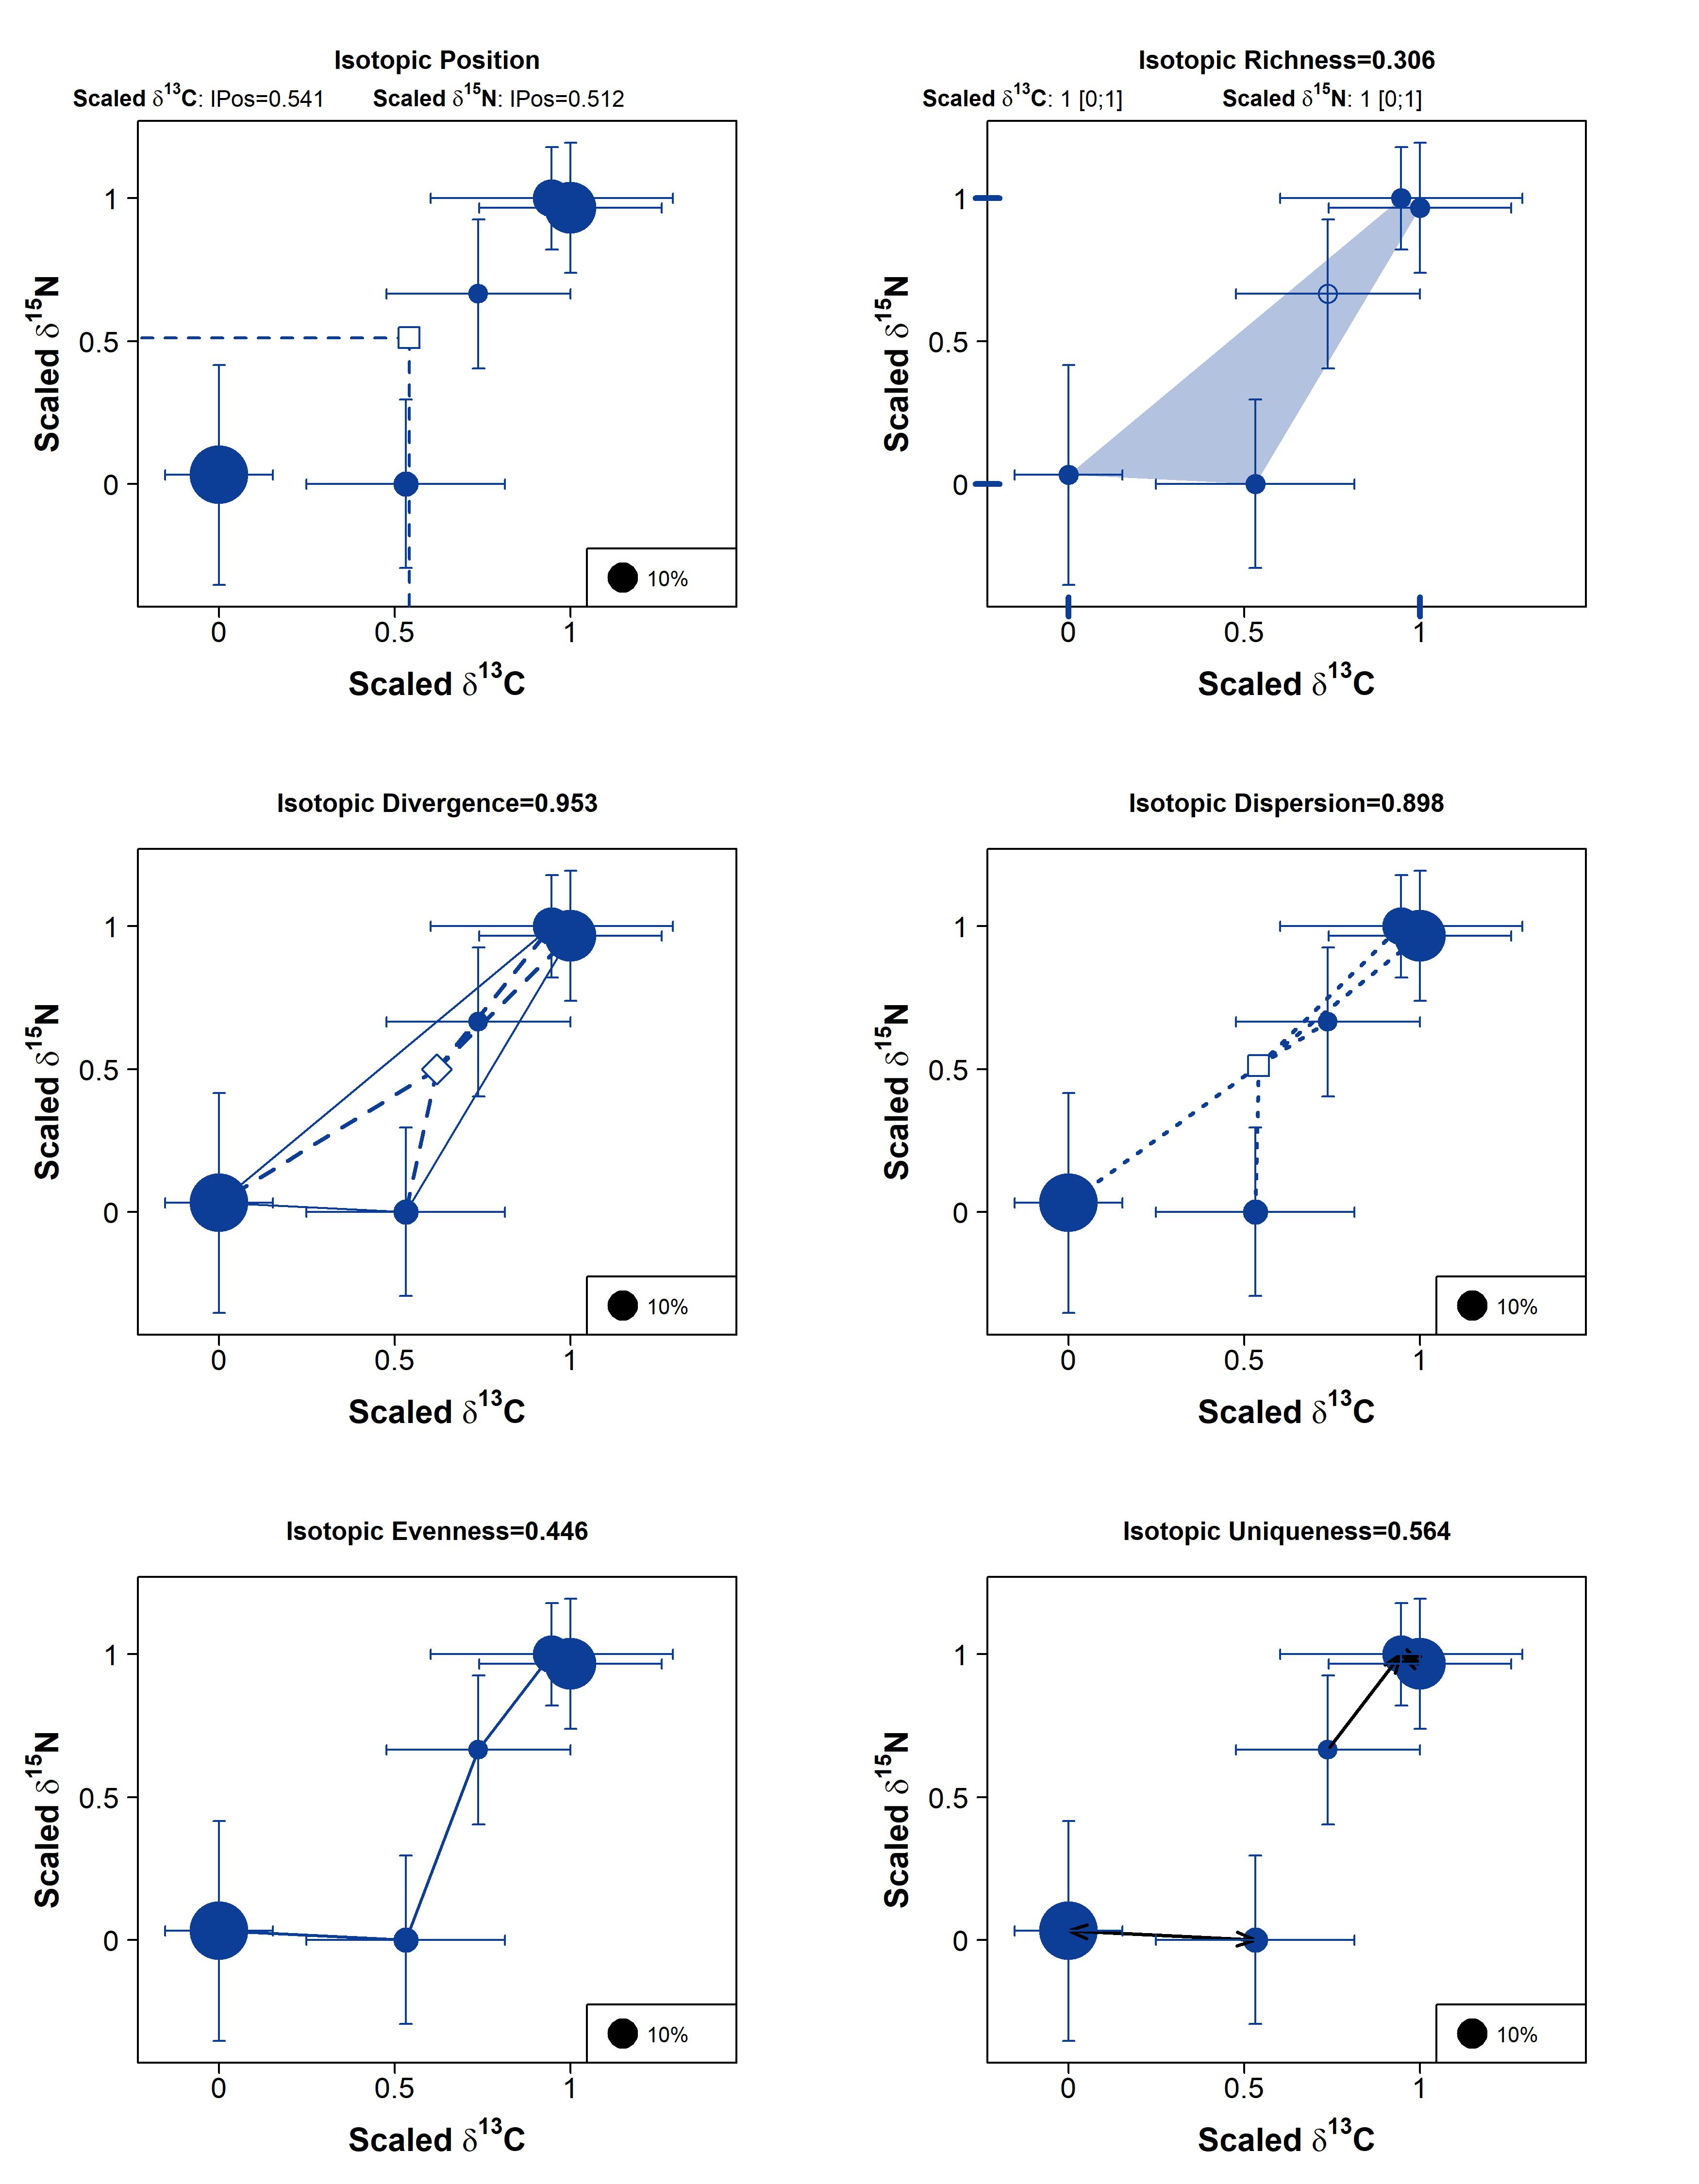 Isotopic Position
Scaled δ13C: IPos=0.541 Scaled δ15N: IPos=0.512
1
0.5
0
Scaled δ15N
10%
0 0.5 1
Scaled δ13C
Isotopic Richness=0.306
Scaled δ13C: 1 [0;1] Scaled δ15N: 1 [0;1]
1
0.5
0
Scaled δ15N
0 0.5 1
Scaled δ13C
Isotopic Divergence=0.953
1
0.5
0
Scaled δ15N
10%
0 0.5 1
Scaled δ13C
Isotopic Dispersion=0.898
1
0.5
0
Scaled δ15N
10%
0 0.5 1
Scaled δ13C
Isotopic Evenness=0.446
1
0.5
0
Scaled δ15N
10%
0 0.5 1
Scaled δ13C
Isotopic Uniqueness=0.564
1
0.5
0
Scaled δ15N
10%
0 0.5 1
Scaled δ13C